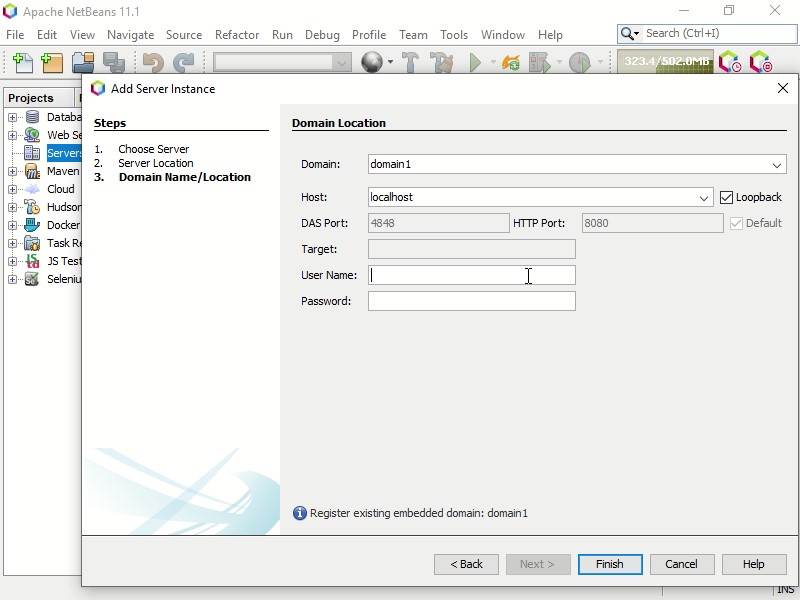 Apache NetBeans 11.1
File Edit View Navigate Source Refactor Run Debug Profile Team Tools Window Help
Search (Ctrl+I)
323.4/502.0MB
Projects
Databa
Web Se
Servers
Maven
Cloud
Hudson
Docker
Task Re
JS Test
Seleniu
Add Server Instance
Steps
1. Choose Server
2. Server Location
3. Domain Name/Location
Domain Location
Domain: domain1
Host: localhost Loopback
DAS Port: 4848 HTTP Port: 8080 Default
Target:
User Name:
Password:
Register existing embedded domain: domain1
< Back Next > Finish Cancel Help
INS